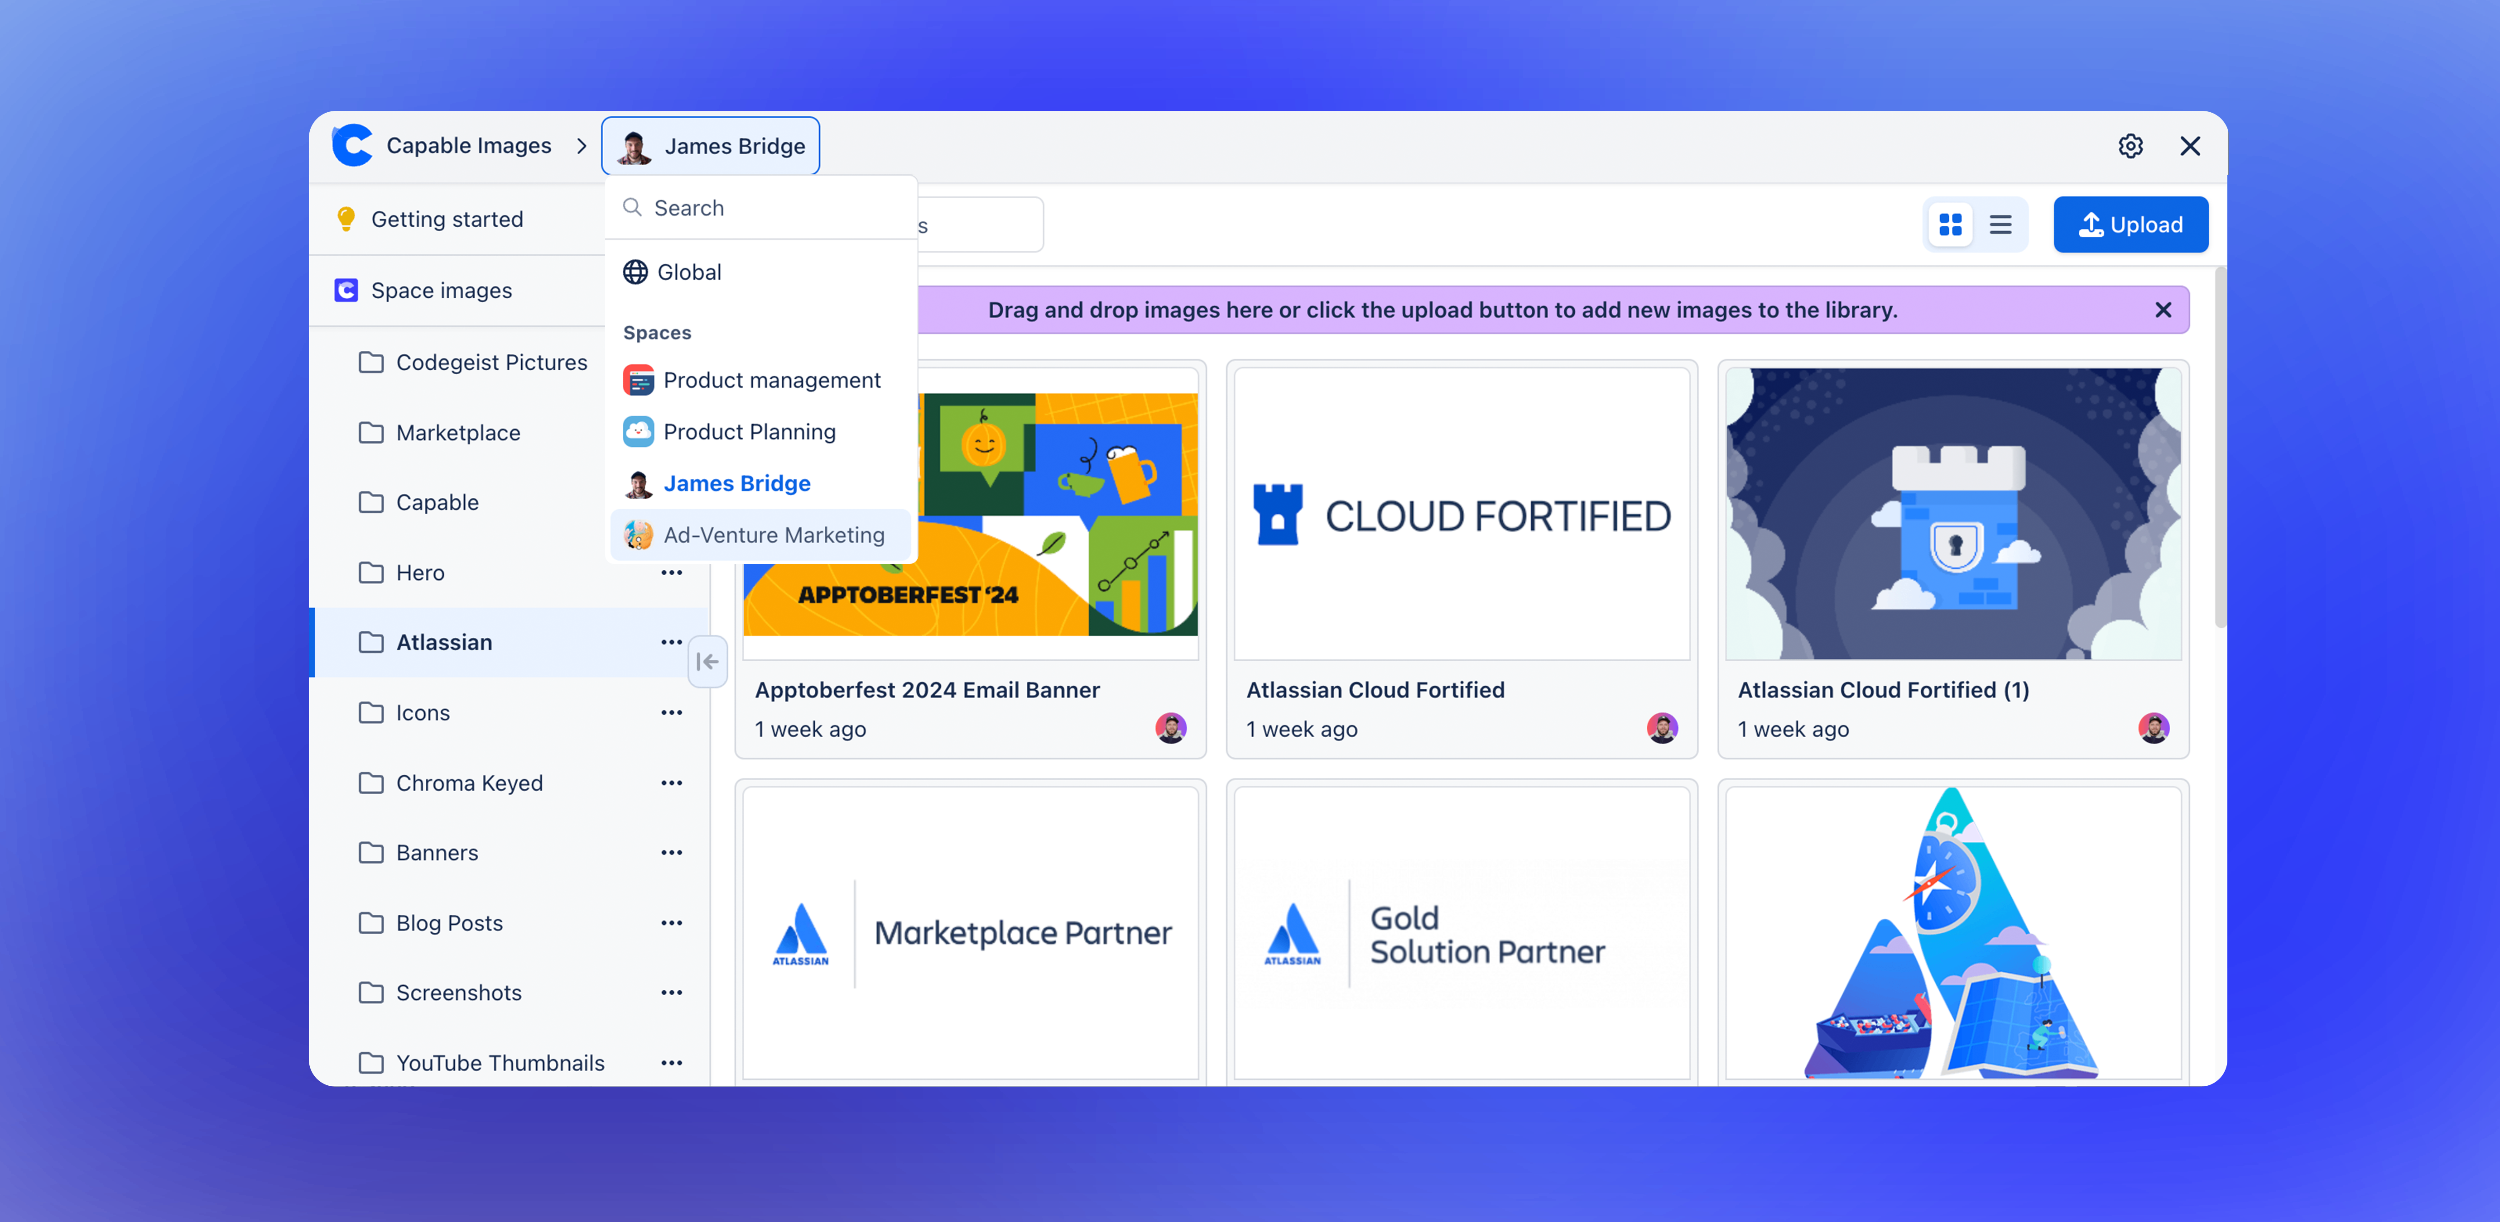 Capable Images
James Bridge
Getting started
Space images
Codegeist Pictures
Marketplace
Capable
Hero
Atlassian
Icons
Chroma Keyed
Banners
Blog Posts
Screenshots
YouTube Thumbnails
Search
Global
Spaces
Product management
Product Planning
James Bridge
Ad-Venture Marketing
s
Upload
Drag and drop images here or click the upload button to add new images to the library.
APPTOBERFEST ‘24
Apptoberfest 2024 Email Banner
1 week ago
CLOUD FORTIFIED
Atlassian Cloud Fortified
1 week ago
Atlassian Cloud Fortified (1)
1 week ago
ATLASSIAN
Marketplace Partner
ATLASSIAN
Gold
Solution Partner